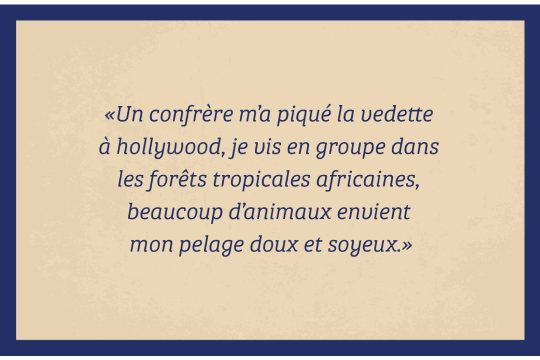 «Un confrère m'a piqué la vedette
à hollywood, je vis en groupe dans
les forêts tropicales africaines,
beaucoup d'animaux envient
mon pelage doux et soyeux.»